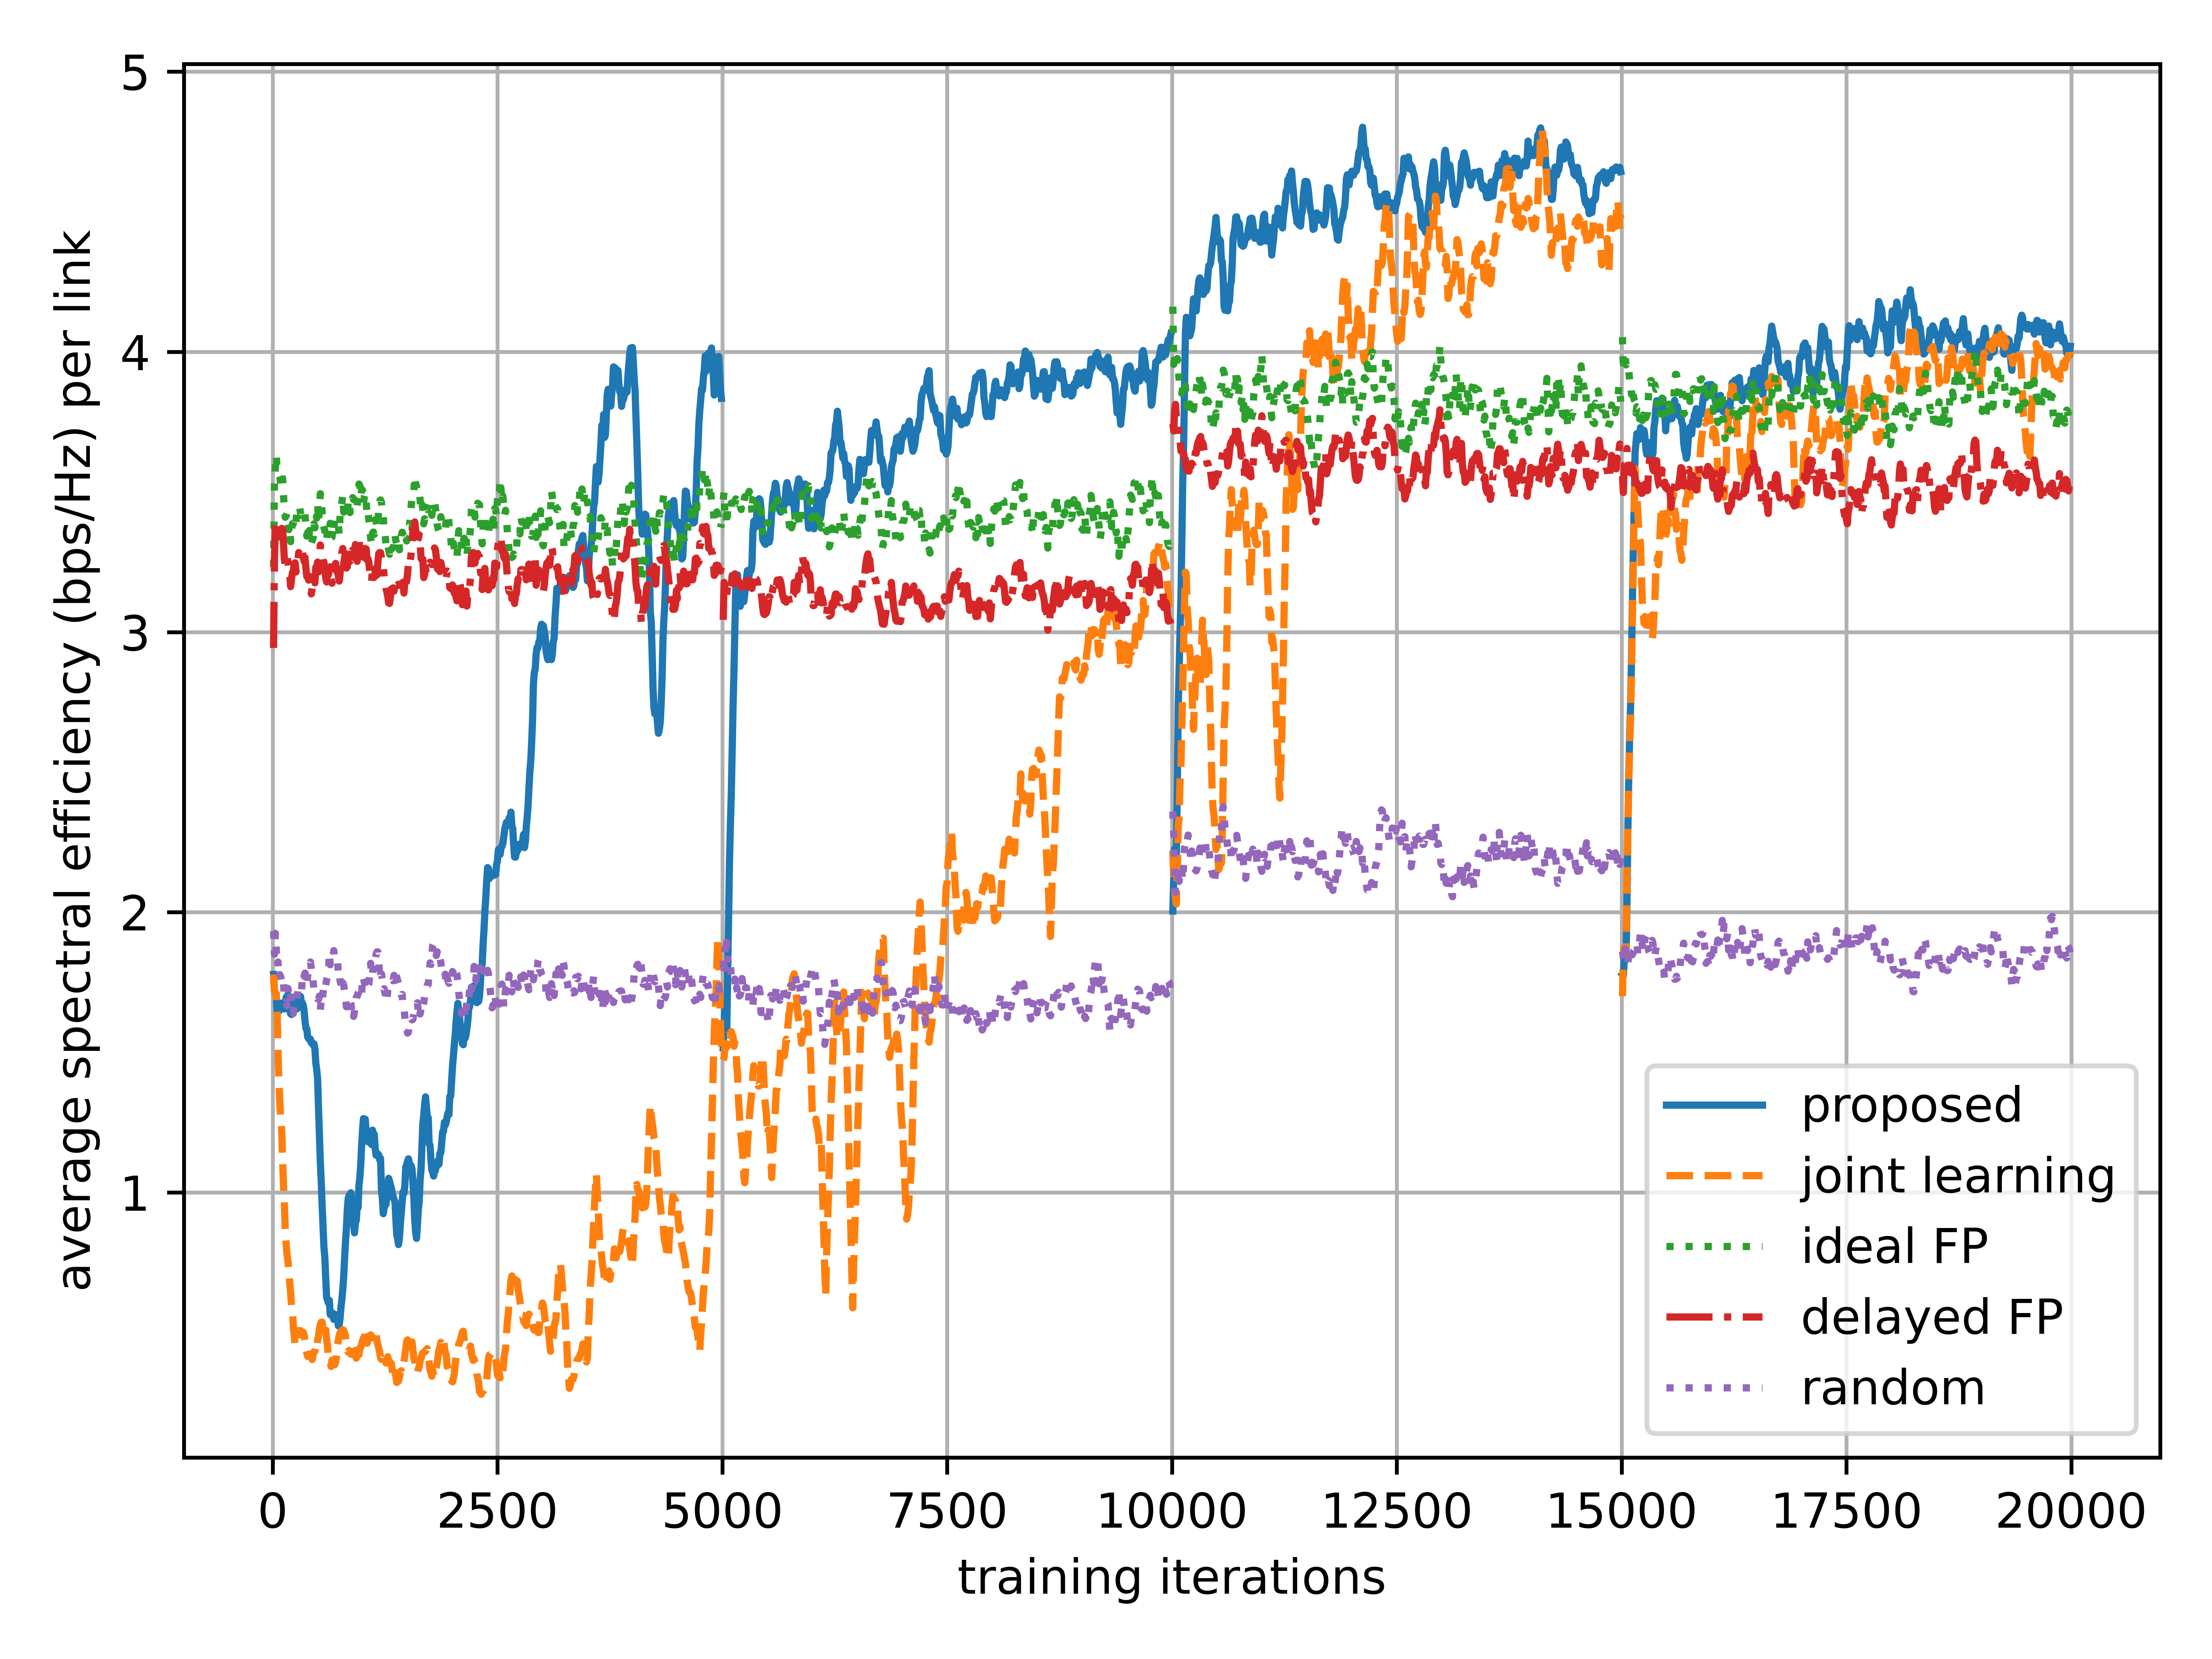 average spectral efficiency (bps/Hz) per link
5
4
3
2
1
proposed
joint learning
ideal FP
delayed FP
random
0 2500 5000 7500 10000 12500 15000 17500 20000
training iterations